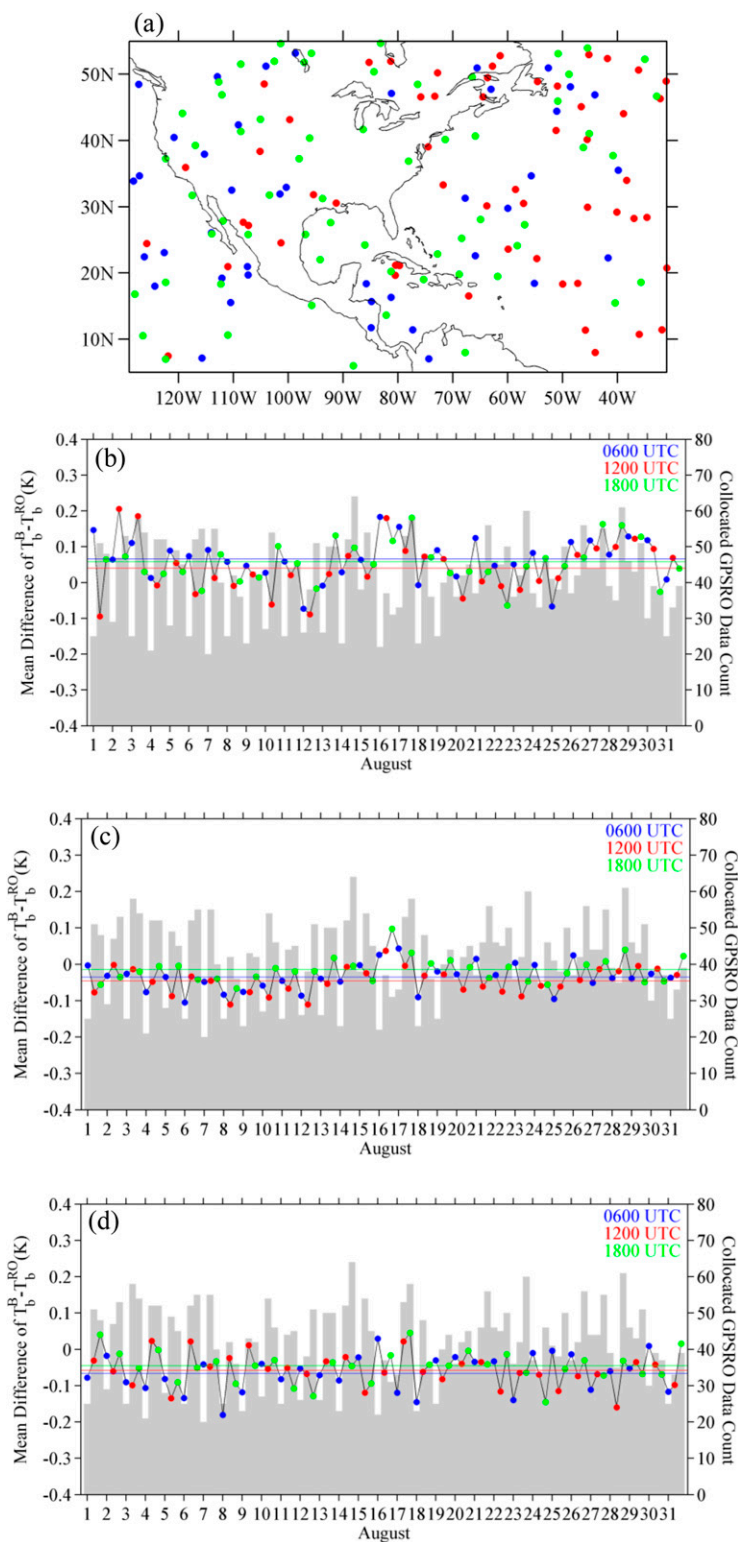 (a)
50N
40N
30N
20N
10N
120W 110W 100W 90W 80W 70W 60W 50W 40W
(b)
0600 UTC
1200 UTC
1800 UTC
Mean Difference of T_b^B-T_b^RO(K)
0.4
0.3
0.2
0.1
0
-0.1
-0.2
-0.3
-0.4
Collocated GPSRO Data Count
80
70
60
50
40
30
20
10
0
1 2 3 4 5 6 7 8 9 10 11 12 13 14 15 16 17 18 19 20 21 22 23 24 25 26 27 28 29 30 31
August
(c)
0600 UTC
1200 UTC
1800 UTC
Mean Difference of T_b^B-T_b^RO(K)
0.4
0.3
0.2
0.1
0
-0.1
-0.2
-0.3
-0.4
Collocated GPSRO Data Count
80
70
60
50
40
30
20
10
0
1 2 3 4 5 6 7 8 9 10 11 12 13 14 15 16 17 18 19 20 21 22 23 24 25 26 27 28 29 30 31
August
(d)
0600 UTC
1200 UTC
1800 UTC
Mean Difference of T_b^B-T_b^RO(K)
0.4
0.3
0.2
0.1
0
-0.1
-0.2
-0.3
-0.4
Collocated GPSRO Data Count
80
70
60
50
40
30
20
10
0
1 2 3 4 5 6 7 8 9 10 11 12 13 14 15 16 17 18 19 20 21 22 23 24 25 26 27 28 29 30 31
August